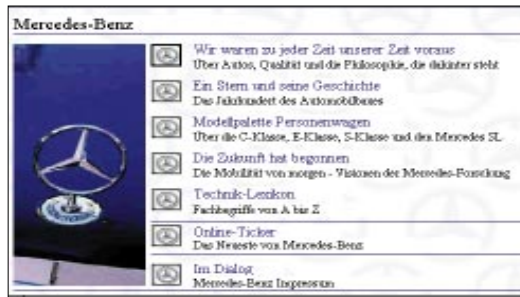 Mercedes-Benz
Wir waren zu jeder Zeit unserer Zeit voraus
Über Autos, Qualität und die Philosophie, die dahinter steht
Ein Stern und seine Geschichte
Das Jahrhundert des Automobilbaues
Modellpalette Personenwagen
Über die C-Klasse, E-Klasse, S-Klasse und den Mercedes SL
Die Zukunft hat begonnen
Die Mobilität von morgen - Visionen der Mercedes-Forschung
Technik-Lexikon
Fachbegriffe von A bis Z
Online-Ticker
Das Neueste von Mercedes-Benz
Im Dialog
Mercedes-Benz Impressum